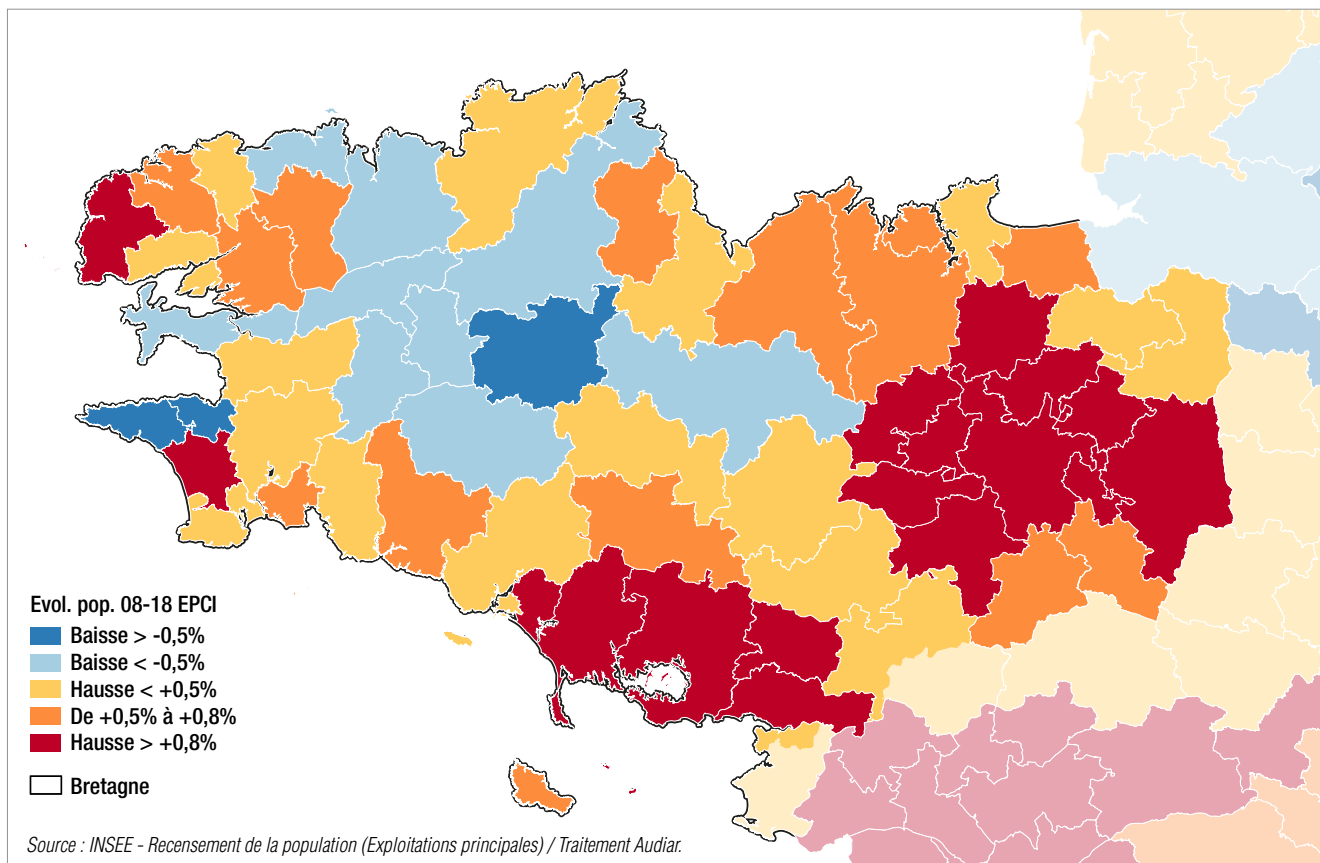 Evol. pop. 08-18 EPCI
Baisse > -0,5%
Baisse < -0,5%
Hausse < +0,5%
De +0,5% à +0,8%
Hausse > +0,8%
Bretagne
Source : INSEE - Recensement de la population (Exploitations principales) / Traitement Audiar.